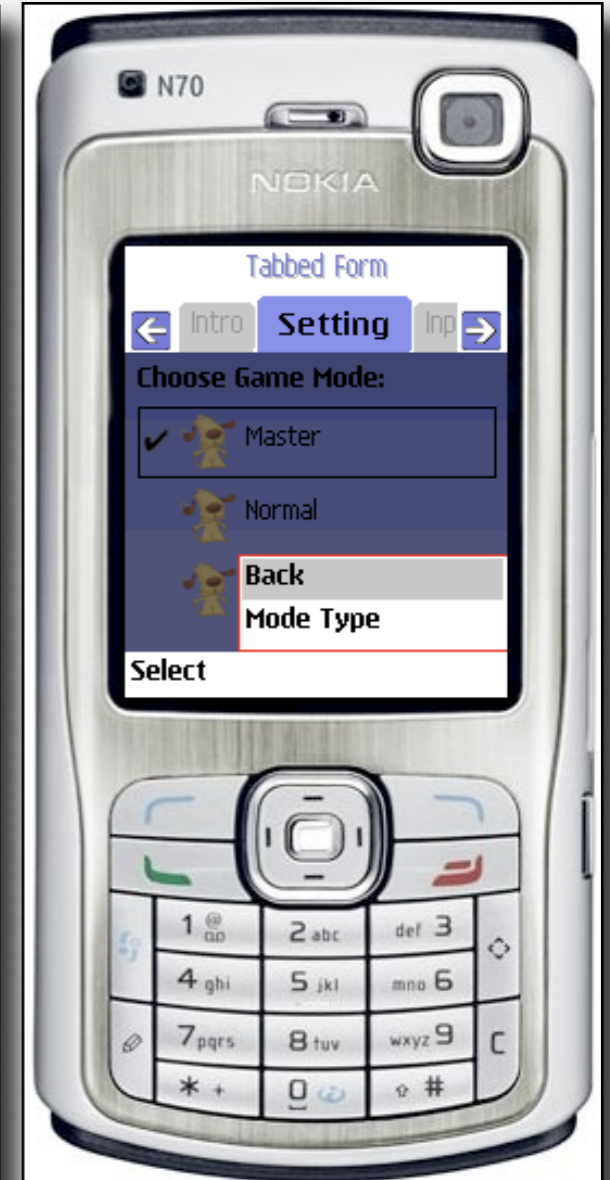 N70
NOKIA
Tabbed Form
Intro Setting Inp
Choose Game Mode:
Master
Normal
Back
Mode Type
Select
1 @
2 abc
def 3
4 ghi
5 jkl
mno 6
7 pqrs
8 tuv
wxyz 9
C
* +
0
#